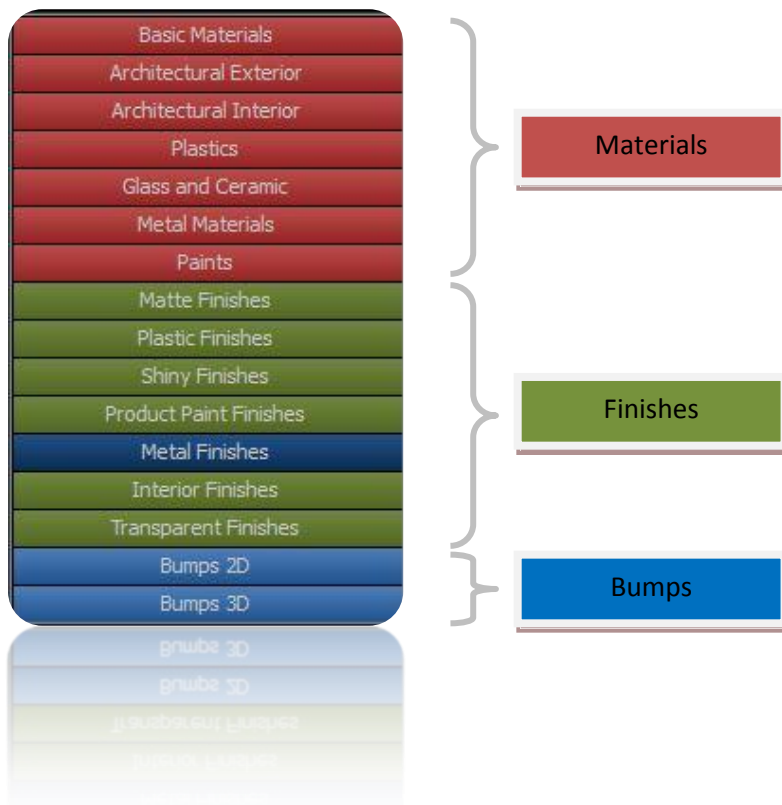 Basic Materials
Architectural Exterior
Architectural Interior
Plastics
Glass and Ceramic
Metal Materials
Paints
Matte Finishes
Plastic Finishes
Shiny Finishes
Product Paint Finishes
Metal Finishes
Interior Finishes
Transparent Finishes
Bumps 2D
Bumps 3D
Materials
Finishes
Bumps